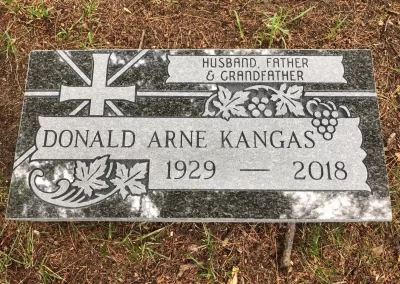 HUSBAND, FATHER
& GRANDFATHER
DONALD ARNE KANGAS
1929 — 2018